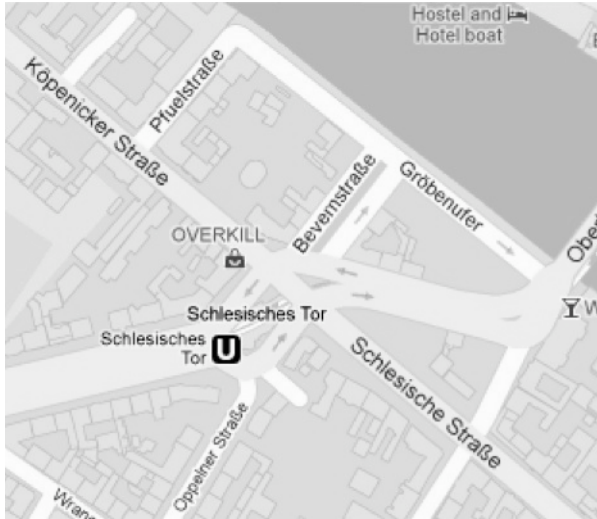 Hostel and
Hotel boat
Köpenicker Straße
Pfuelstraße
Bevernstraße
Gröbenufer
OVERKILL
Schlesisches Tor
Schlesisches
Tor
U
Schlesische Straße
Oppelner Straße